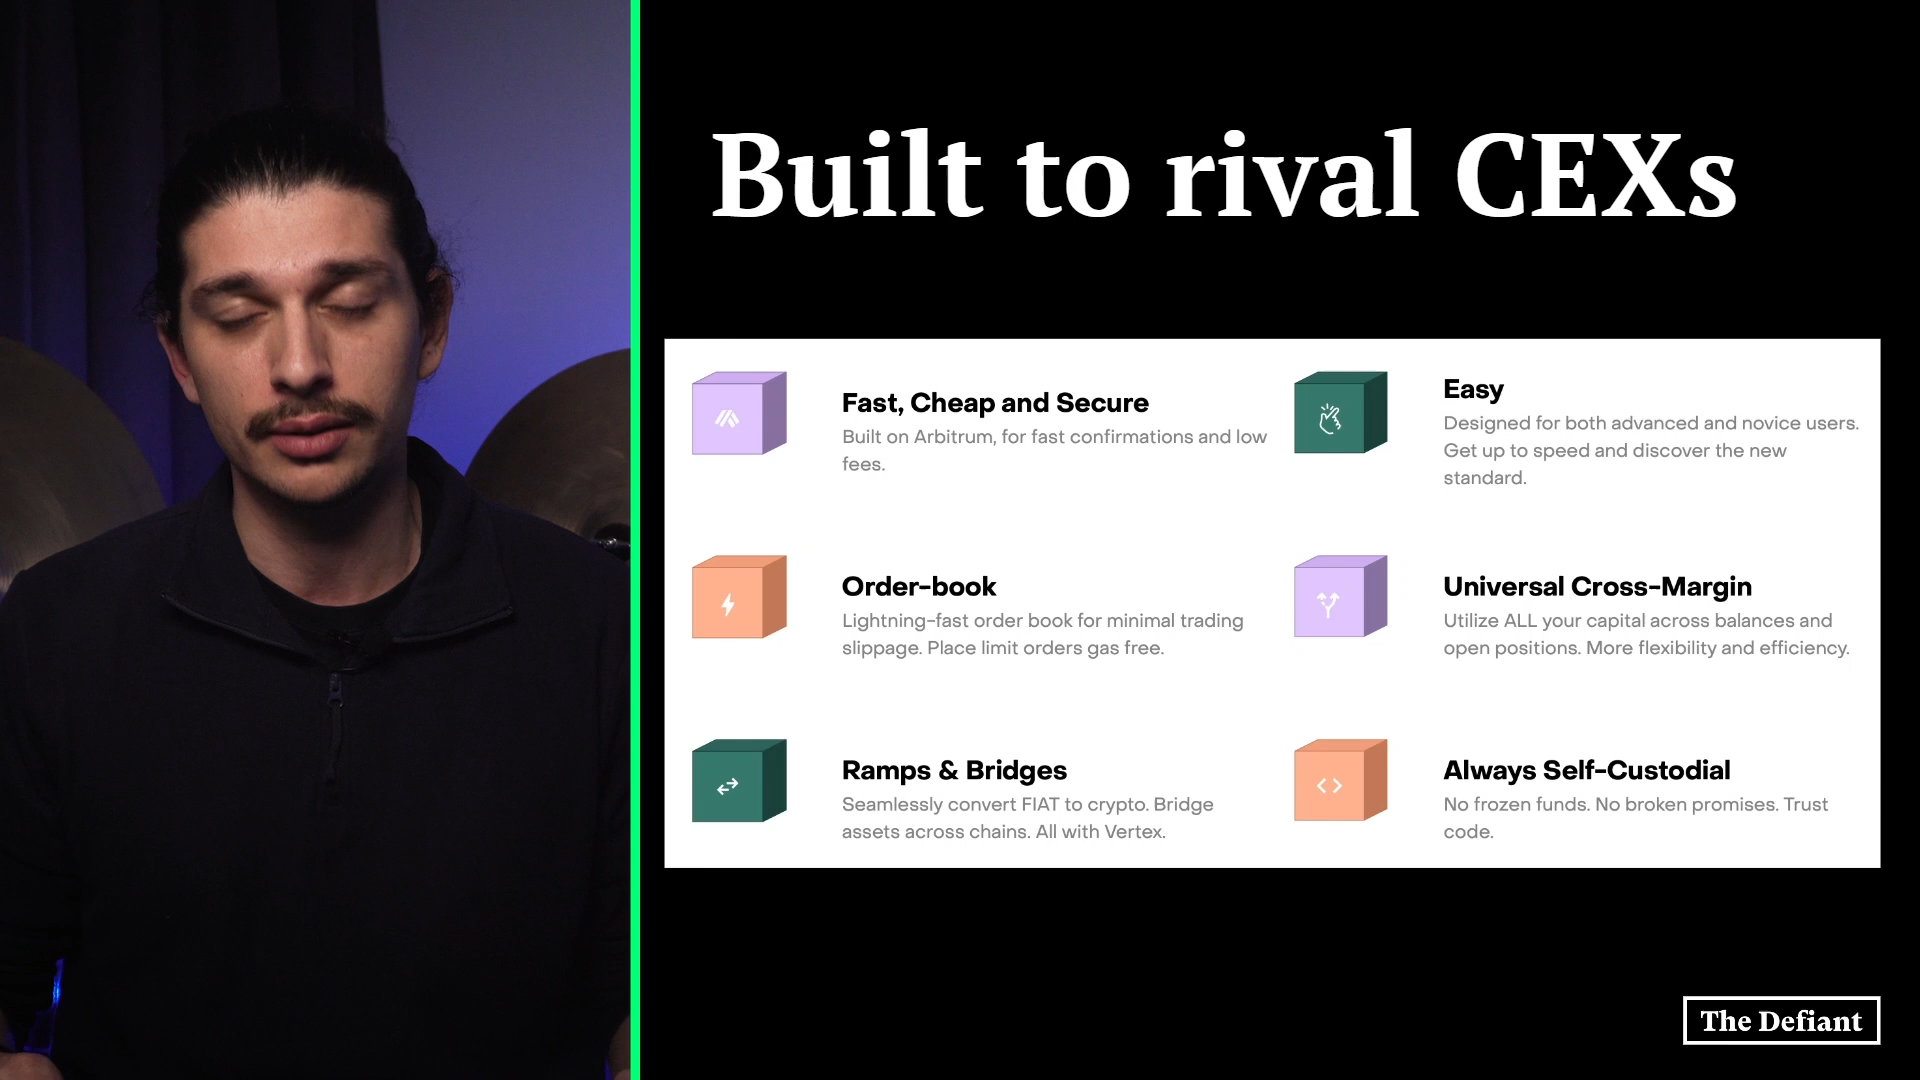 Built to rival CEXs
Fast, Cheap and Secure
Built on Arbitrum, for fast confirmations and low
fees.
Easy
Designed for both advanced and novice users.
Get up to speed and discover the new
standard.
Order-book
Lightning-fast order book for minimal trading
slippage. Place limit orders gas free.
Universal Cross-Margin
Utilize ALL your capital across balances and
open positions. More flexibility and efficiency.
Ramps & Bridges
Seamlessly convert FIAT to crypto. Bridge
assets across chains. All with Vertex.
Always Self-Custodial
No frozen funds. No broken promises. Trust
code.
The Defiant